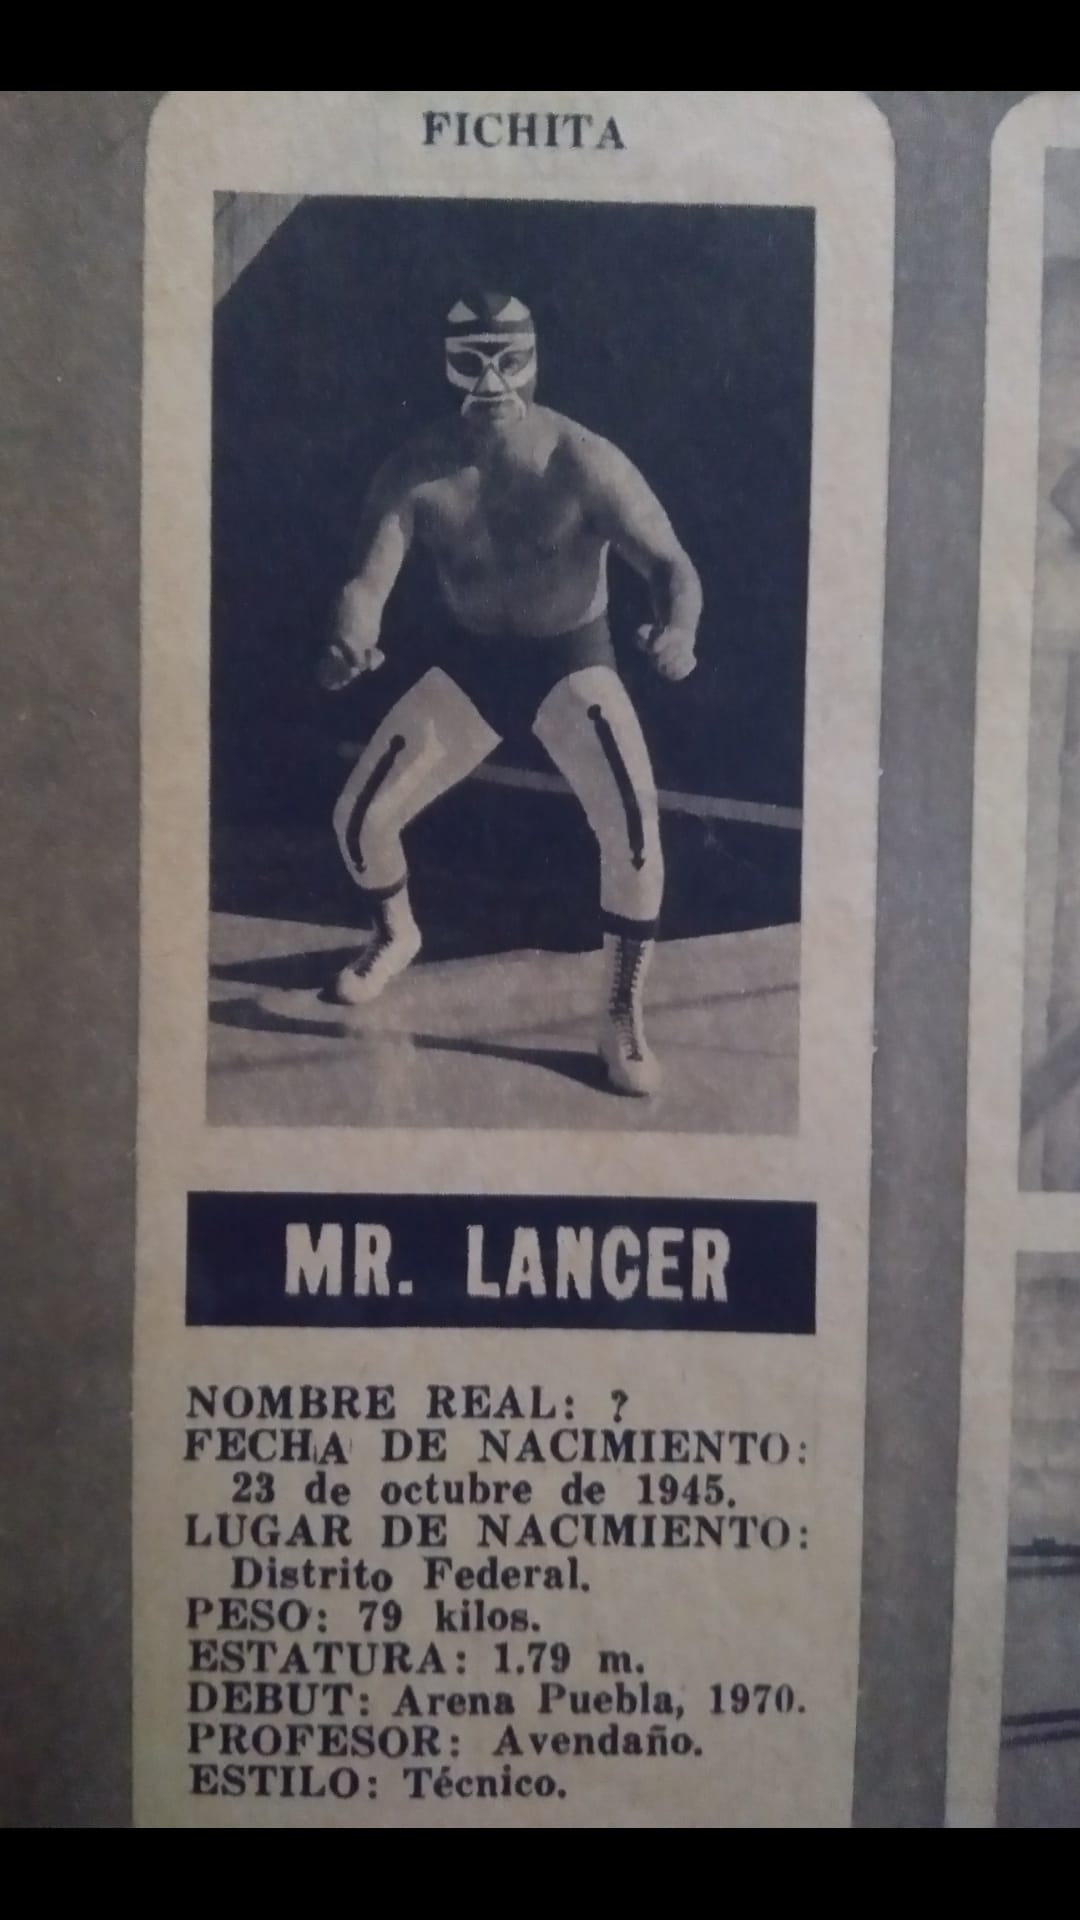 FICHITA
MR. LANCER
NOMBRE REAL: ?
FECHA DE NACIMIENTO:
23 de octubre de 1945.
LUGAR DE NACIMIENTO:
Distrito Federal.
PESO: 79 kilos.
ESTATURA: 1.79 m.
DEBUT: Arena Puebla, 1970.
PROFESOR: Avendaño.
ESTILO: Técnico.